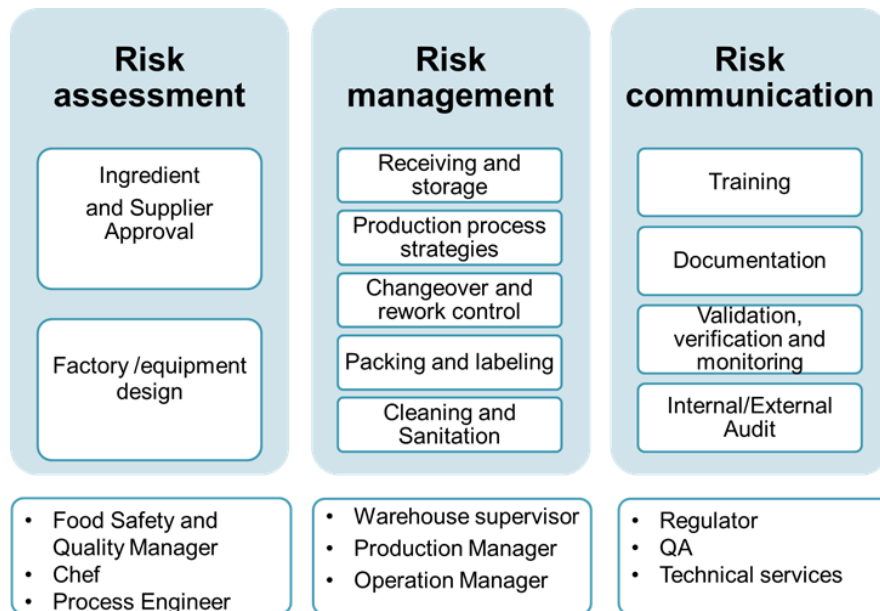 Risk
assessment
Ingredient
and Supplier
Approval
Factory /equipment
design
Risk
management
Receiving and
storage
Production process
strategies
Changeover and
rework control
Packing and labeling
Cleaning and
Sanitation
Risk
communication
Training
Documentation
Validation,
verification and
monitoring
Internal/External
Audit
• Food Safety and
Quality Manager
• Chef
• Process Engineer
• Warehouse supervisor
• Production Manager
• Operation Manager
• Regulator
• QA
• Technical services